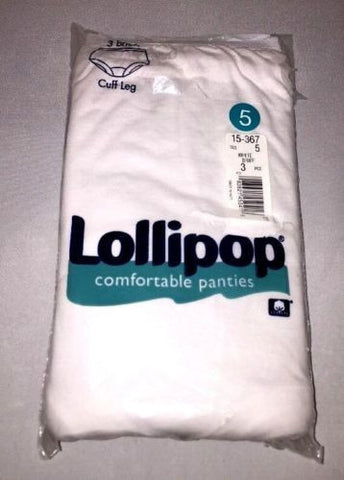 3 briefs
Cuff Leg
5
15-367
5
WHITE
3
Lollipop®
comfortable panties